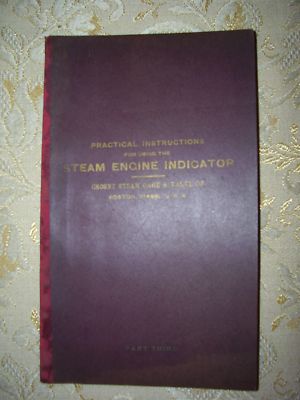 PRACTICAL INSTRUCTIONS
FOR USING THE
STEAM ENGINE INDICATOR
CROSBY STEAM GAGE & VALVE CO.
BOSTON, MASS., U. S. A.
PART THIRD